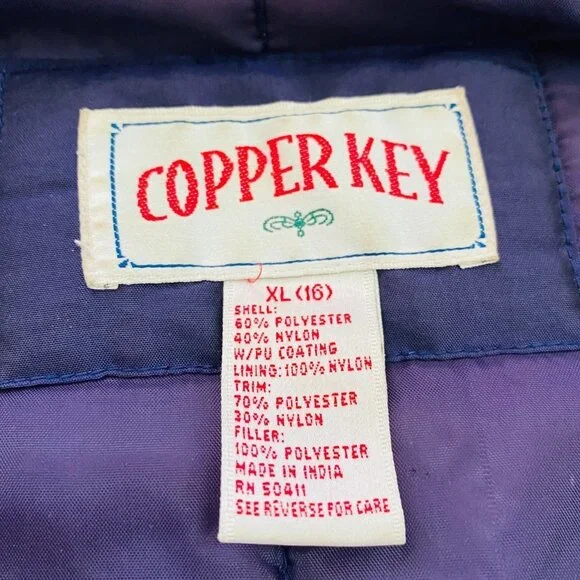 COPPER KEY
XL (16)
SHELL:
60% POLYESTER
40% NYLON
W/PU COATING
LINING: 100% NYLON
TRIM:
70% POLYESTER
30% NYLON
FILLER:
100% POLYESTER
MADE IN INDIA
RN 50411
SEE REVERSE FOR CARE